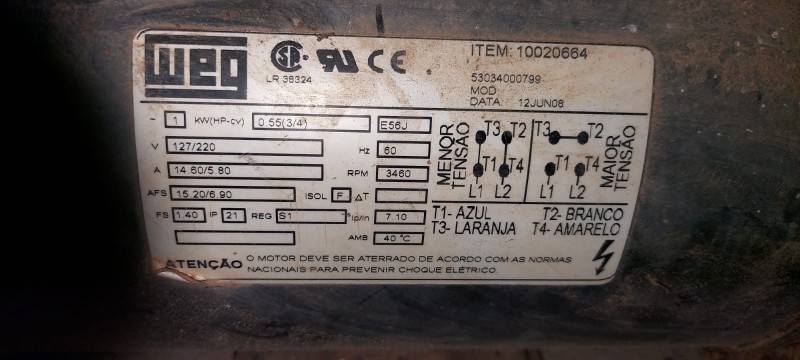 WEG
SA UR CE
LR 38324
ITEM: 10020664
53034000799
MOD
DATA: 12JUN08
~ 1 KW(HP-cv) 0.55(3/4) E56J
V 127/220 Hz 60
A 14.60/5.80 RPM 3460
AFS 15.20/6.90 ISOL F ΔT
FS 1.40 IP 21 REG S1 Ip/In 7.10
AMB 40 °C
MENOR TENSÃO
T3 T2
T1 T4
L1 L2
T3 T2
T1 T4
L1 L2
MAIOR TENSÃO
T1- AZUL T2- BRANCO
T3- LARANJA T4- AMARELO
ATENÇÃO O MOTOR DEVE SER ATERRADO DE ACORDO COM AS NORMAS
NACIONAIS PARA PREVENIR CHOQUE ELÉTRICO.